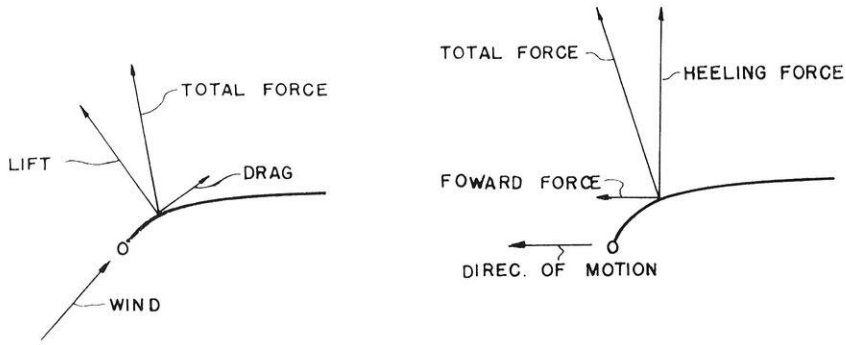 TOTAL FORCE
LIFT
DRAG
WIND
TOTAL FORCE
HEELING FORCE
FOWARD FORCE
DIREC. OF MOTION